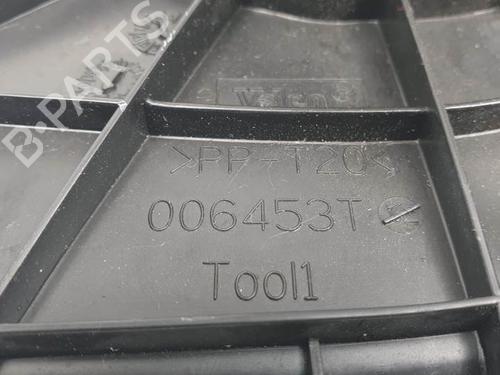 B-PARTS
Valeo
>PP-T20<
006453T
Tool1